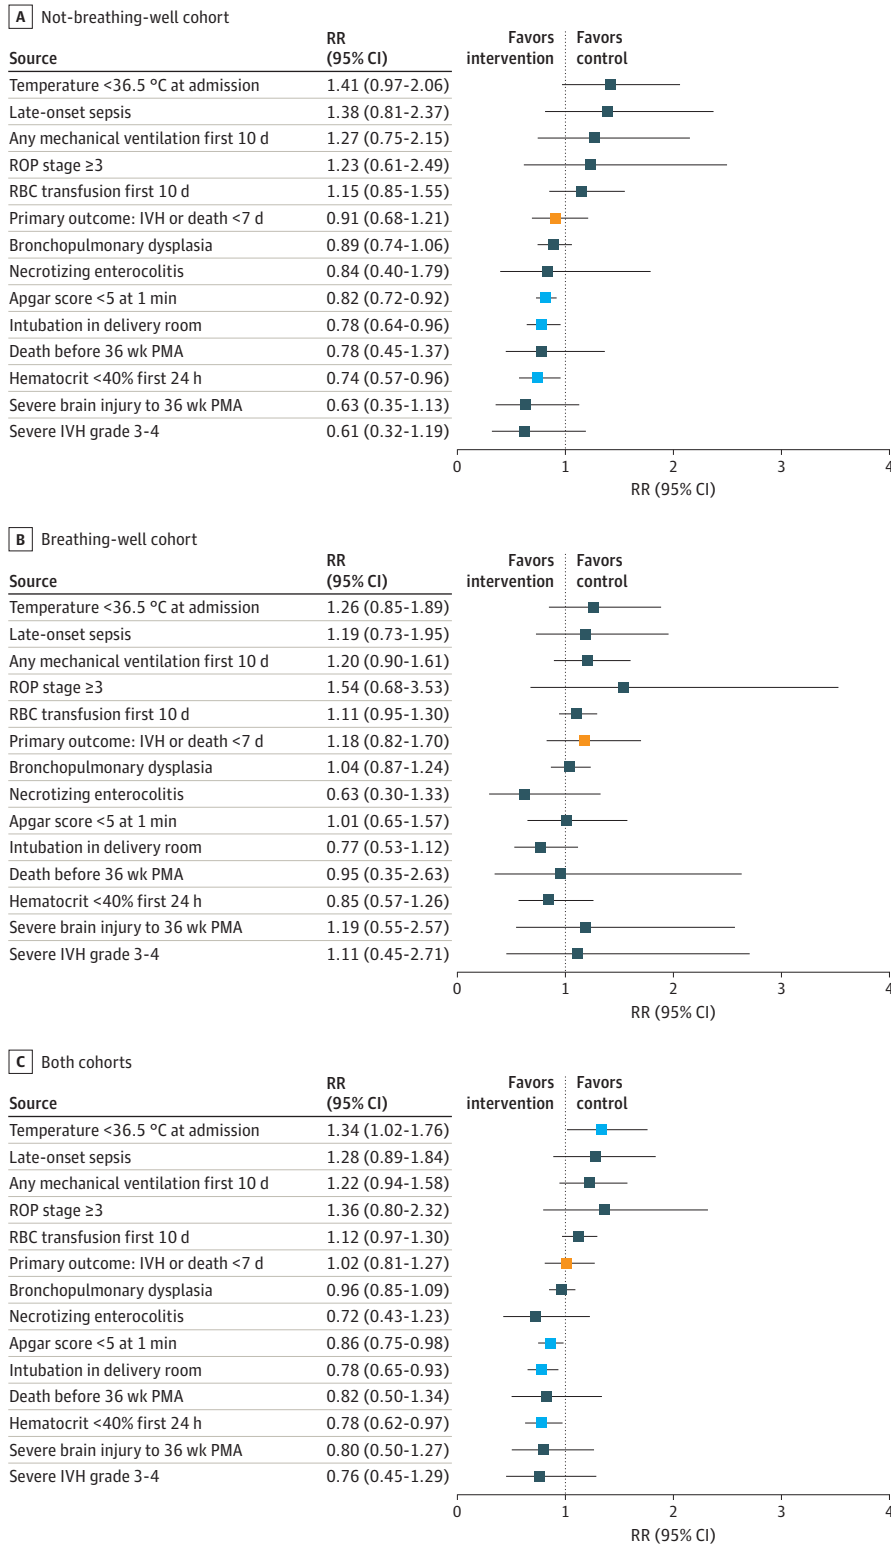 A Not-breathing-well cohort
Source RR (95% CI) Favors intervention Favors control
Temperature <36.5 °C at admission 1.41 (0.97-2.06)
Late-onset sepsis 1.38 (0.81-2.37)
Any mechanical ventilation first 10 d 1.27 (0.75-2.15)
ROP stage ≥3 1.23 (0.61-2.49)
RBC transfusion first 10 d 1.15 (0.85-1.55)
Primary outcome: IVH or death <7 d 0.91 (0.68-1.21)
Bronchopulmonary dysplasia 0.89 (0.74-1.06)
Necrotizing enterocolitis 0.84 (0.40-1.79)
Apgar score <5 at 1 min 0.82 (0.72-0.92)
Intubation in delivery room 0.78 (0.64-0.96)
Death before 36 wk PMA 0.78 (0.45-1.37)
Hematocrit <40% first 24 h 0.74 (0.57-0.96)
Severe brain injury to 36 wk PMA 0.63 (0.35-1.13)
Severe IVH grade 3-4 0.61 (0.32-1.19)
0 1 2 3 4
RR (95% CI)
B Breathing-well cohort
Source RR (95% CI) Favors intervention Favors control
Temperature <36.5 °C at admission 1.26 (0.85-1.89)
Late-onset sepsis 1.19 (0.73-1.95)
Any mechanical ventilation first 10 d 1.20 (0.90-1.61)
ROP stage ≥3 1.54 (0.68-3.53)
RBC transfusion first 10 d 1.11 (0.95-1.30)
Primary outcome: IVH or death <7 d 1.18 (0.82-1.70)
Bronchopulmonary dysplasia 1.04 (0.87-1.24)
Necrotizing enterocolitis 0.63 (0.30-1.33)
Apgar score <5 at 1 min 1.01 (0.65-1.57)
Intubation in delivery room 0.77 (0.53-1.12)
Death before 36 wk PMA 0.95 (0.35-2.63)
Hematocrit <40% first 24 h 0.85 (0.57-1.26)
Severe brain injury to 36 wk PMA 1.19 (0.55-2.57)
Severe IVH grade 3-4 1.11 (0.45-2.71)
0 1 2 3 4
RR (95% CI)
C Both cohorts
Source RR (95% CI) Favors intervention Favors control
Temperature <36.5 °C at admission 1.34 (1.02-1.76)
Late-onset sepsis 1.28 (0.89-1.84)
Any mechanical ventilation first 10 d 1.22 (0.94-1.58)
ROP stage ≥3 1.36 (0.80-2.32)
RBC transfusion first 10 d 1.12 (0.97-1.30)
Primary outcome: IVH or death <7 d 1.02 (0.81-1.27)
Bronchopulmonary dysplasia 0.96 (0.85-1.09)
Necrotizing enterocolitis 0.72 (0.43-1.23)
Apgar score <5 at 1 min 0.86 (0.75-0.98)
Intubation in delivery room 0.78 (0.65-0.93)
Death before 36 wk PMA 0.82 (0.50-1.34)
Hematocrit <40% first 24 h 0.78 (0.62-0.97)
Severe brain injury to 36 wk PMA 0.80 (0.50-1.27)
Severe IVH grade 3-4 0.76 (0.45-1.29)
0 1 2 3 4
RR (95% CI)